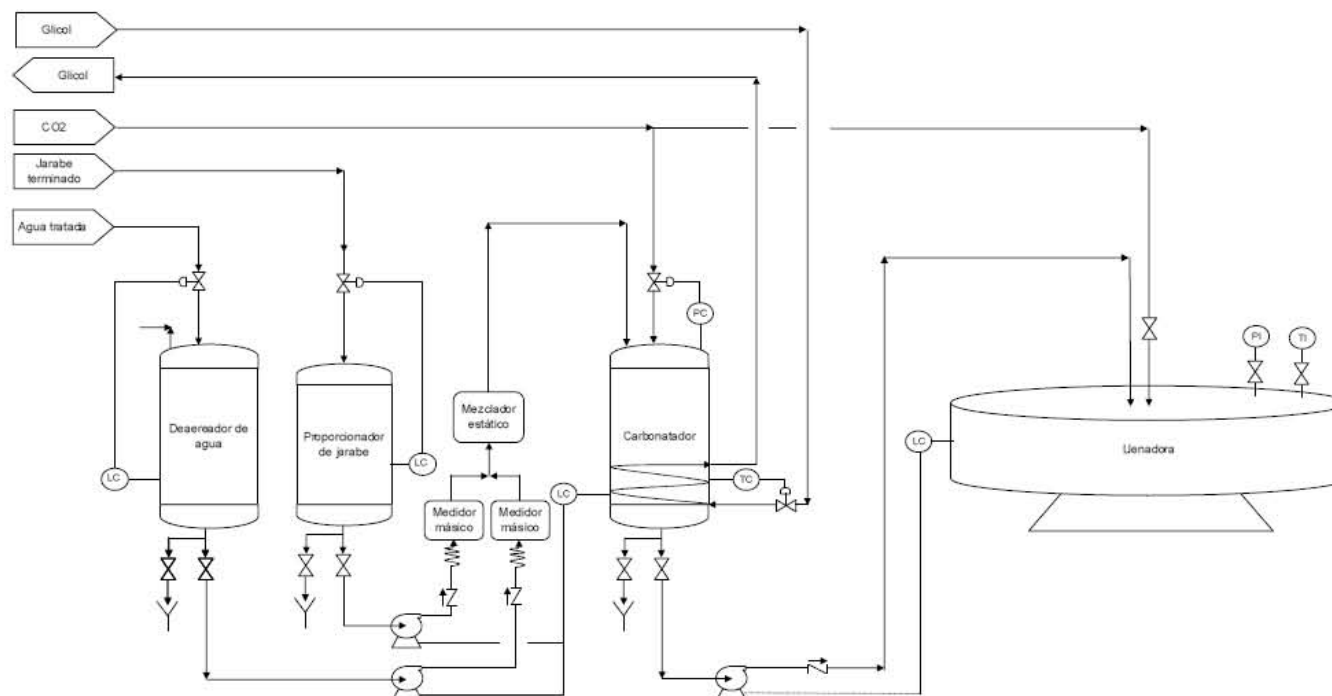 Glicol
Glicol
CO2
Jarabe
terminado
Agua tratada
PC
PI
TI
Deaereador de
agua
Proporcionador
de jarabe
Mezclador
estático
Carbonatador
Llenadora
LC
LC
LC
TC
LC
Medidor
másico
Medidor
másico